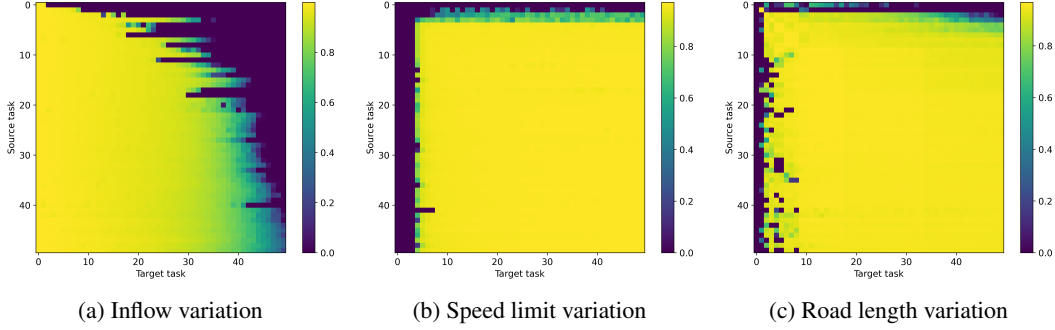 0
10
20
30
40
Source task
0 10 20 30 40
Target task
0.8
0.6
0.4
0.2
0.0
(a) Inflow variation
0
10
20
30
40
Source task
0 10 20 30 40
Target task
0.8
0.6
0.4
0.2
0.0
(b) Speed limit variation
0
10
20
30
40
Source task
0 10 20 30 40
Target task
0.8
0.6
0.4
0.2
0.0
(c) Road length variation